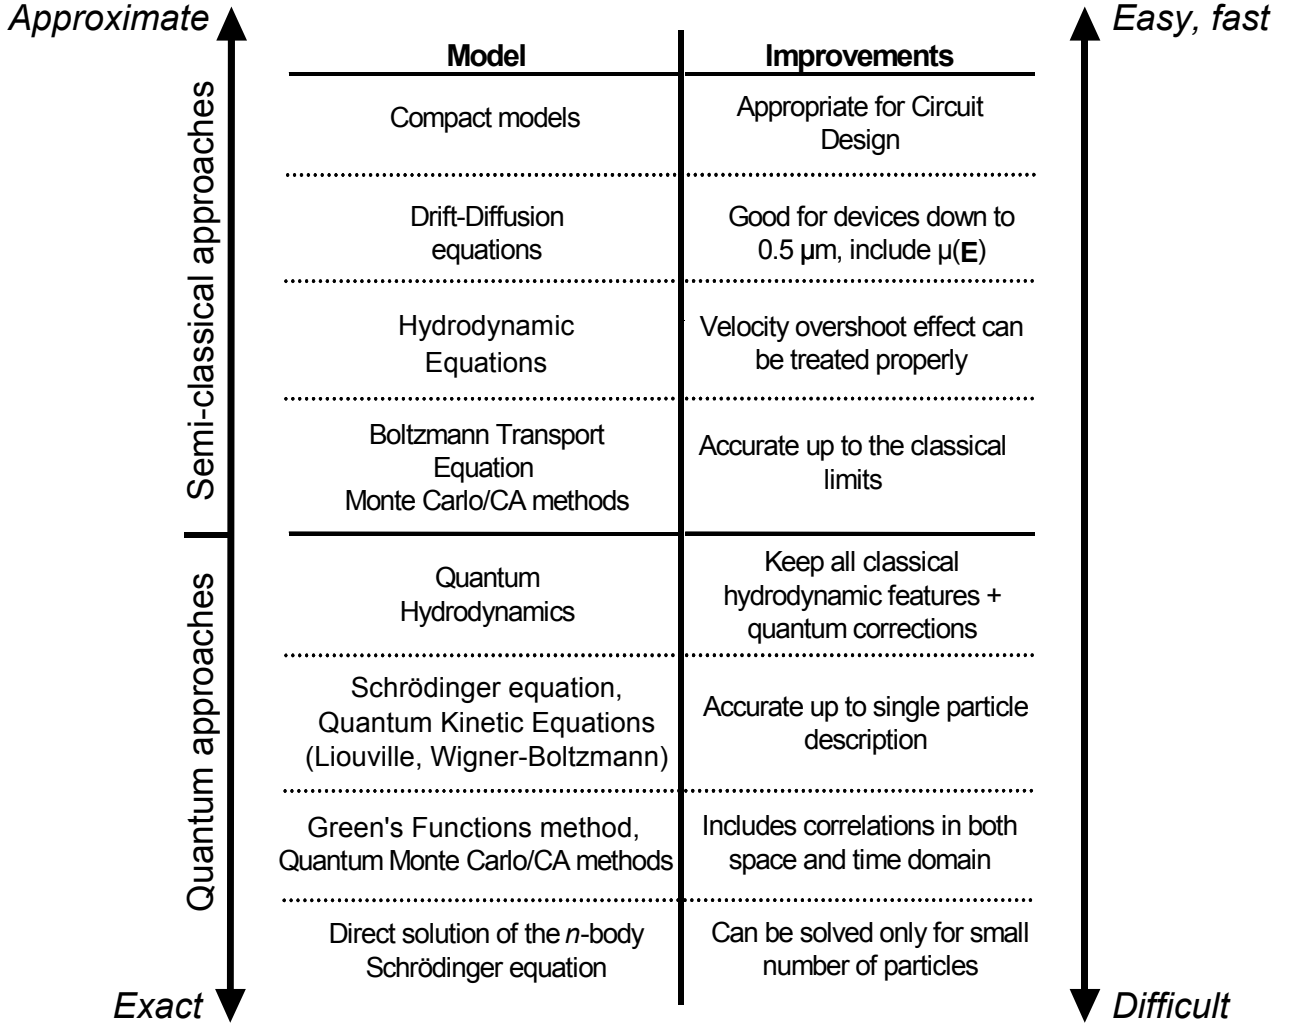 Approximate
Easy, fast
Model
Improvements
Semi-classical approaches
Compact models
Appropriate for Circuit
Design
Drift-Diffusion
equations
Good for devices down to
0.5 µm, include µ(E)
Hydrodynamic
Equations
Velocity overshoot effect can
be treated properly
Boltzmann Transport
Equation
Monte Carlo/CA methods
Accurate up to the classical
limits
Quantum approaches
Quantum
Hydrodynamics
Keep all classical
hydrodynamic features +
quantum corrections
Schrödinger equation,
Quantum Kinetic Equations
(Liouville, Wigner-Boltzmann)
Accurate up to single particle
description
Green's Functions method,
Quantum Monte Carlo/CA methods
Includes correlations in both
space and time domain
Direct solution of the n-body
Schrödinger equation
Can be solved only for small
number of particles
Exact
Difficult